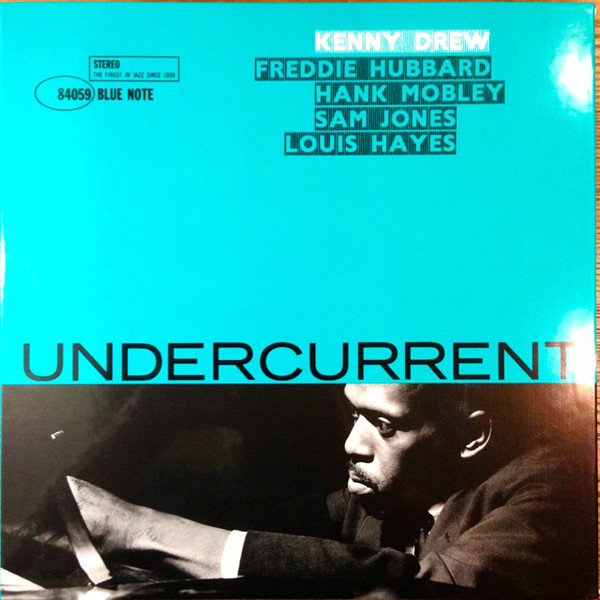 KENNY DREW
FREDDIE HUBBARD
HANK MOBLEY
SAM JONES
LOUIS HAYES
STEREO
THE FINEST IN JAZZ SINCE 1939
84059 BLUE NOTE
UNDERCURRENT